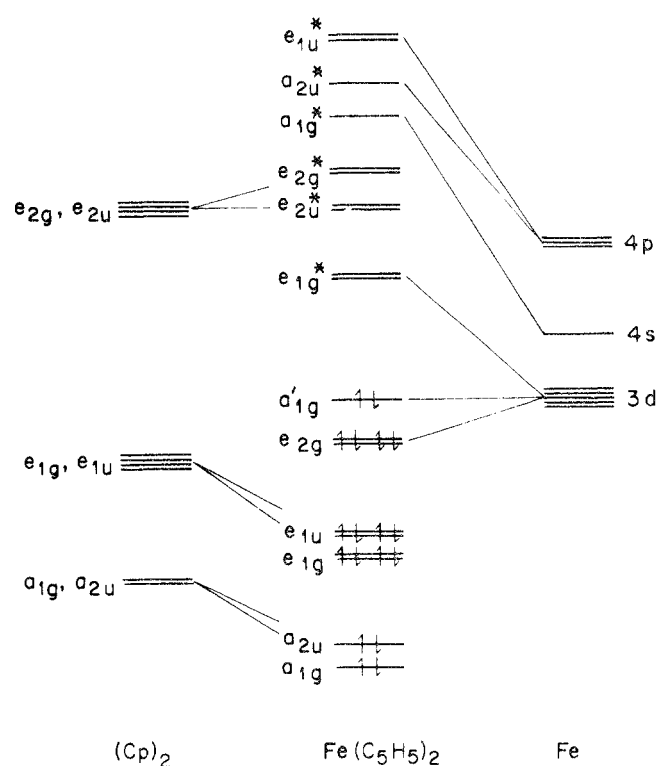 e1u*
a2u*
a1g*
e2g*
e2g, e2u
e2u*
4p
e1g*
4s
a'1g
3d
e2g
e1g, e1u
e1u
e1g
a1g, a2u
a2u
a1g
(Cp)2 Fe(C5H5)2 Fe